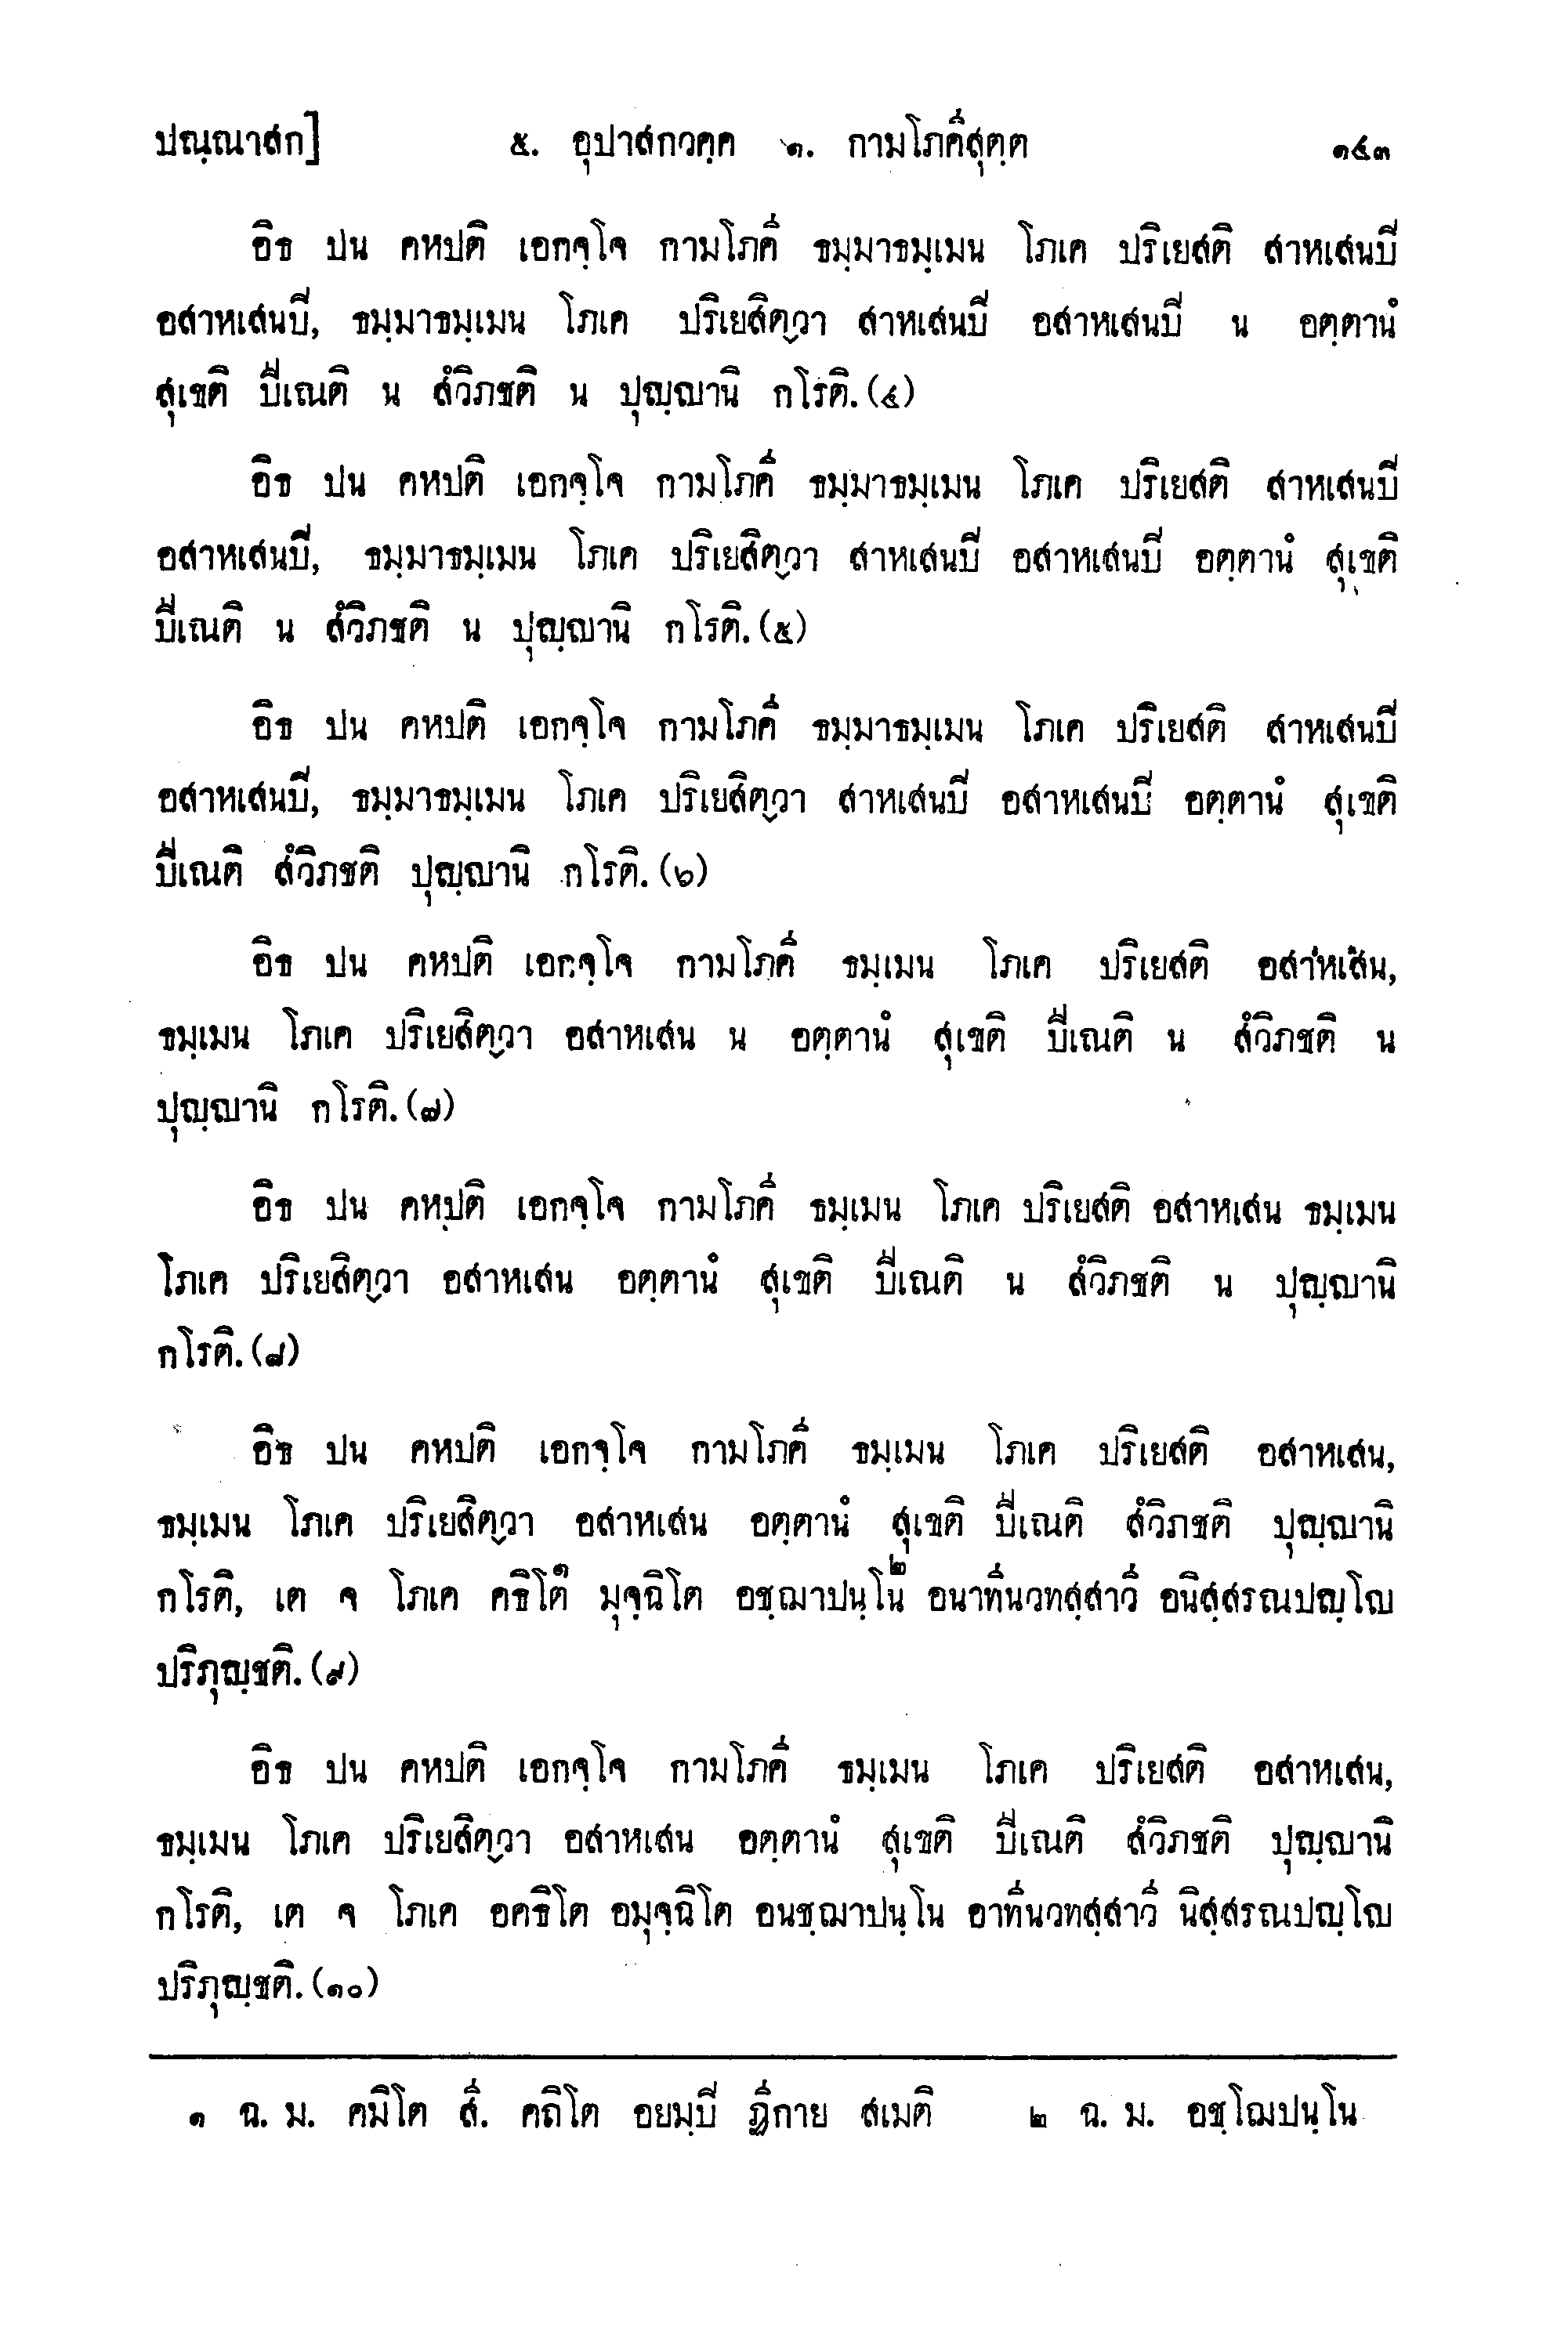 ปณฺณาสก] ๕. อุปาสกวคฺค ๑. กามโภคีสุตฺต ๑๔๓
อิธ ปน คหปติ เอกจฺโจ กามโภคี ธมฺมาธมฺเมน โภเค ปริเยสติ สาหเสนปิ
อสาหเสนปิ, ธมฺมาธมฺเมน โภเค ปริเยสิตฺวา สาหเสนปิ อสาหเสนปิ น อตฺตานํ
สุเขติ ปีเณติ น สํวิภชติ น ปุญฺญานิ กโรติ.(๔)
อิธ ปน คหปติ เอกจฺโจ กามโภคี ธมฺมาธมฺเมน โภเค ปริเยสติ สาหเสนปิ
อสาหเสนปิ, ธมฺมาธมฺเมน โภเค ปริเยสิตฺวา สาหเสนปิ อสาหเสนปิ อตฺตานํ สุเขติ
ปีเณติ น สํวิภชติ น ปุญฺญานิ กโรติ.(๕)
อิธ ปน คหปติ เอกจฺโจ กามโภคี ธมฺมาธมฺเมน โภเค ปริเยสติ สาหเสนปิ
อสาหเสนปิ, ธมฺมาธมฺเมน โภเค ปริเยสิตฺวา สาหเสนปิ อสาหเสนปิ อตฺตานํ สุเขติ
ปีเณติ สํวิภชติ ปุญฺญานิ กโรติ.(๖)
อิธ ปน คหปติ เอกจฺโจ กามโภคี ธมฺเมน โภเค ปริเยสติ อสาหเสน,
ธมฺเมน โภเค ปริเยสิตฺวา อสาหเสน น อตฺตานํ สุเขติ ปีเณติ น สํวิภชติ น
ปุญฺญานิ กโรติ.(๗)
อิธ ปน คหปติ เอกจฺโจ กามโภคี ธมฺเมน โภเค ปริเยสติ อสาหเสน ธมฺเมน
โภเค ปริเยสิตฺวา อสาหเสน อตฺตานํ สุเขติ ปีเณติ น สํวิภชติ น ปุญฺญานิ
กโรติ.(๘)
อิธ ปน คหปติ เอกจฺโจ กามโภคี ธมฺเมน โภเค ปริเยสติ อสาหเสน,
ธมฺเมน โภเค ปริเยสิตฺวา อสาหเสน อตฺตานํ สุเขติ ปีเณติ สํวิภชติ ปุญฺญานิ
กโรติ, เต จ โภเค คธิโต๑ มุจฺฉิโต อชฺฌาปนฺโน๒ อนาทีนวทสฺสาวี อนิสฺสรณปญฺโญ
ปริภุญฺชติ.(๙)
อิธ ปน คหปติ เอกจฺโจ กามโภคี ธมฺเมน โภเค ปริเยสติ อสาหเสน,
ธมฺเมน โภเค ปริเยสิตฺวา อสาหเสน อตฺตานํ สุเขติ ปีเณติ สํวิภชติ ปุญฺญานิ
กโรติ, เต จ โภเค อคธิโต อมุจฺฉิโต อนชฺฌาปนฺโน อาทีนวทสฺสาวี นิสฺสรณปญฺโญ
ปริภุญฺชติ.(๑๐)
๑ ฉ. ม. คมิโต สี. คถิโต อยมฺปิ ฏีกาย สเมติ ๒ ฉ. ม. อชฺโฌปนฺโน